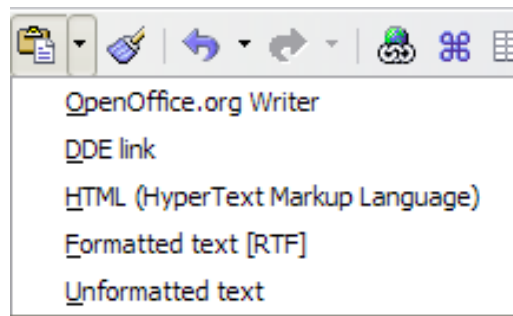 OpenOffice.org Writer
DDE link
HTML (HyperText Markup Language)
Formatted text [RTF]
Unformatted text